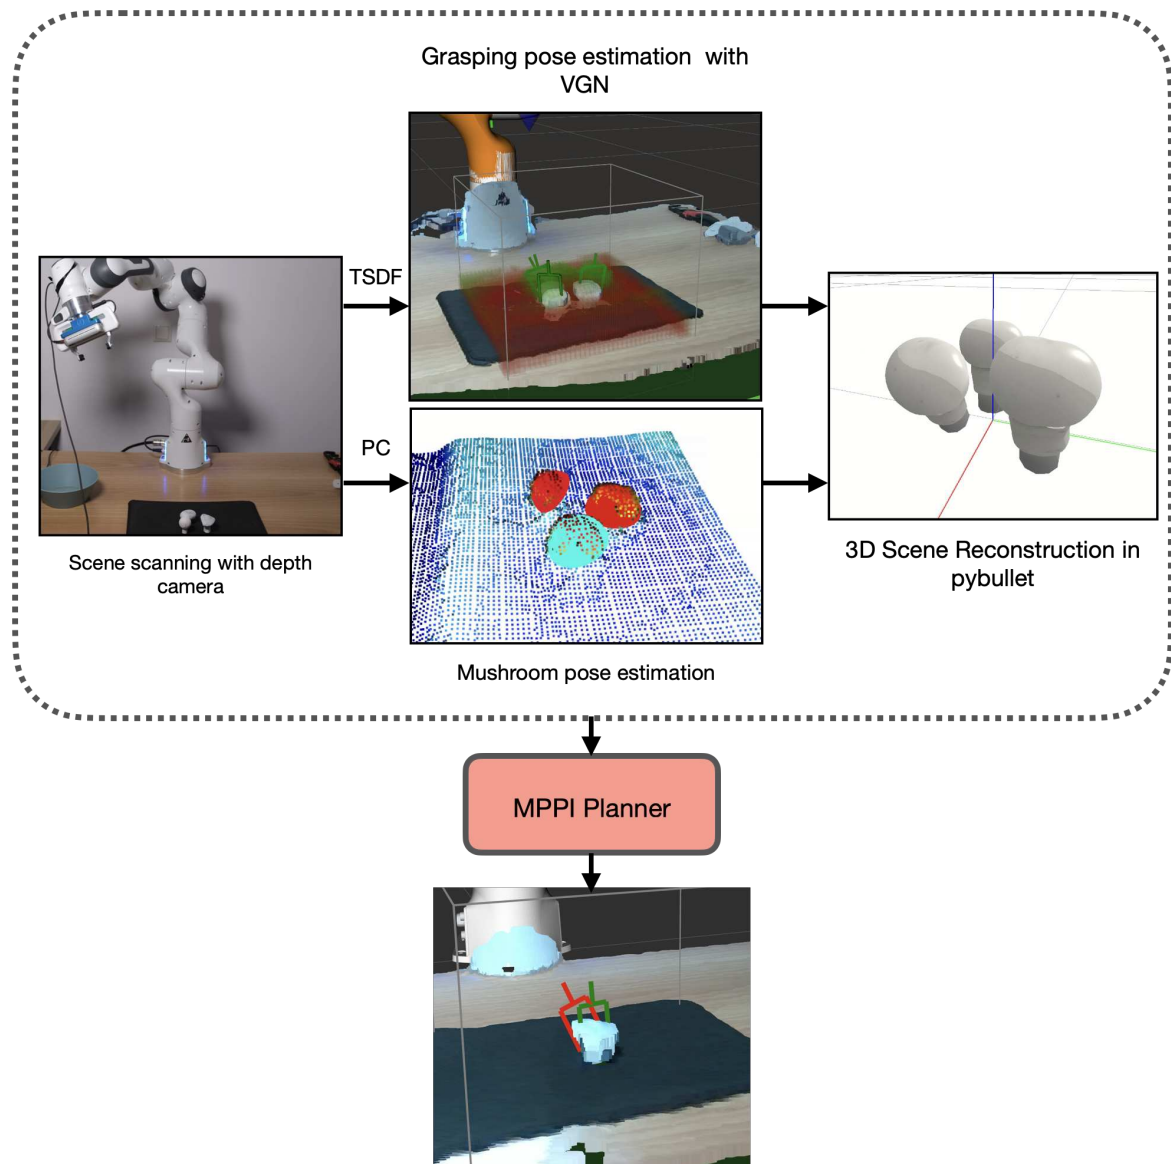 Grasping pose estimation with
VGN
TSDF
PC
Scene scanning with depth
camera
Mushroom pose estimation
3D Scene Reconstruction in
pybullet
MPPI Planner